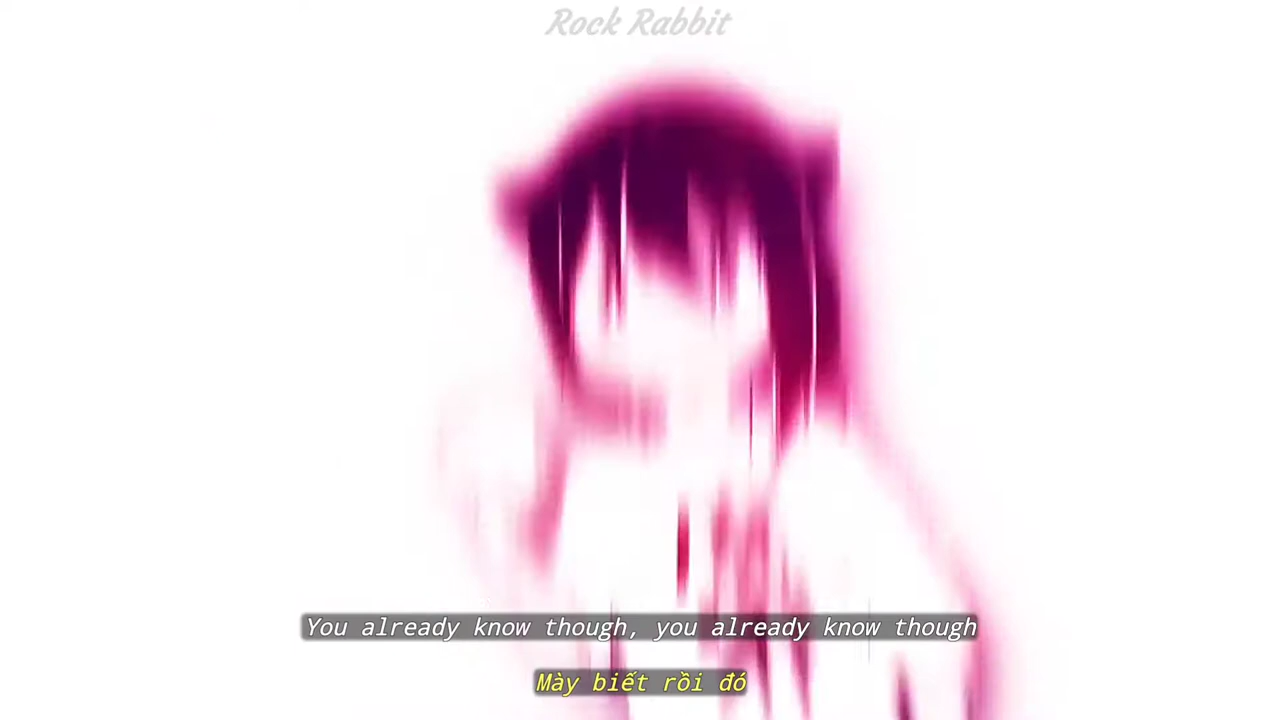 Rock Rabbit
You already know though, you already know though
Mày biết rồi đó